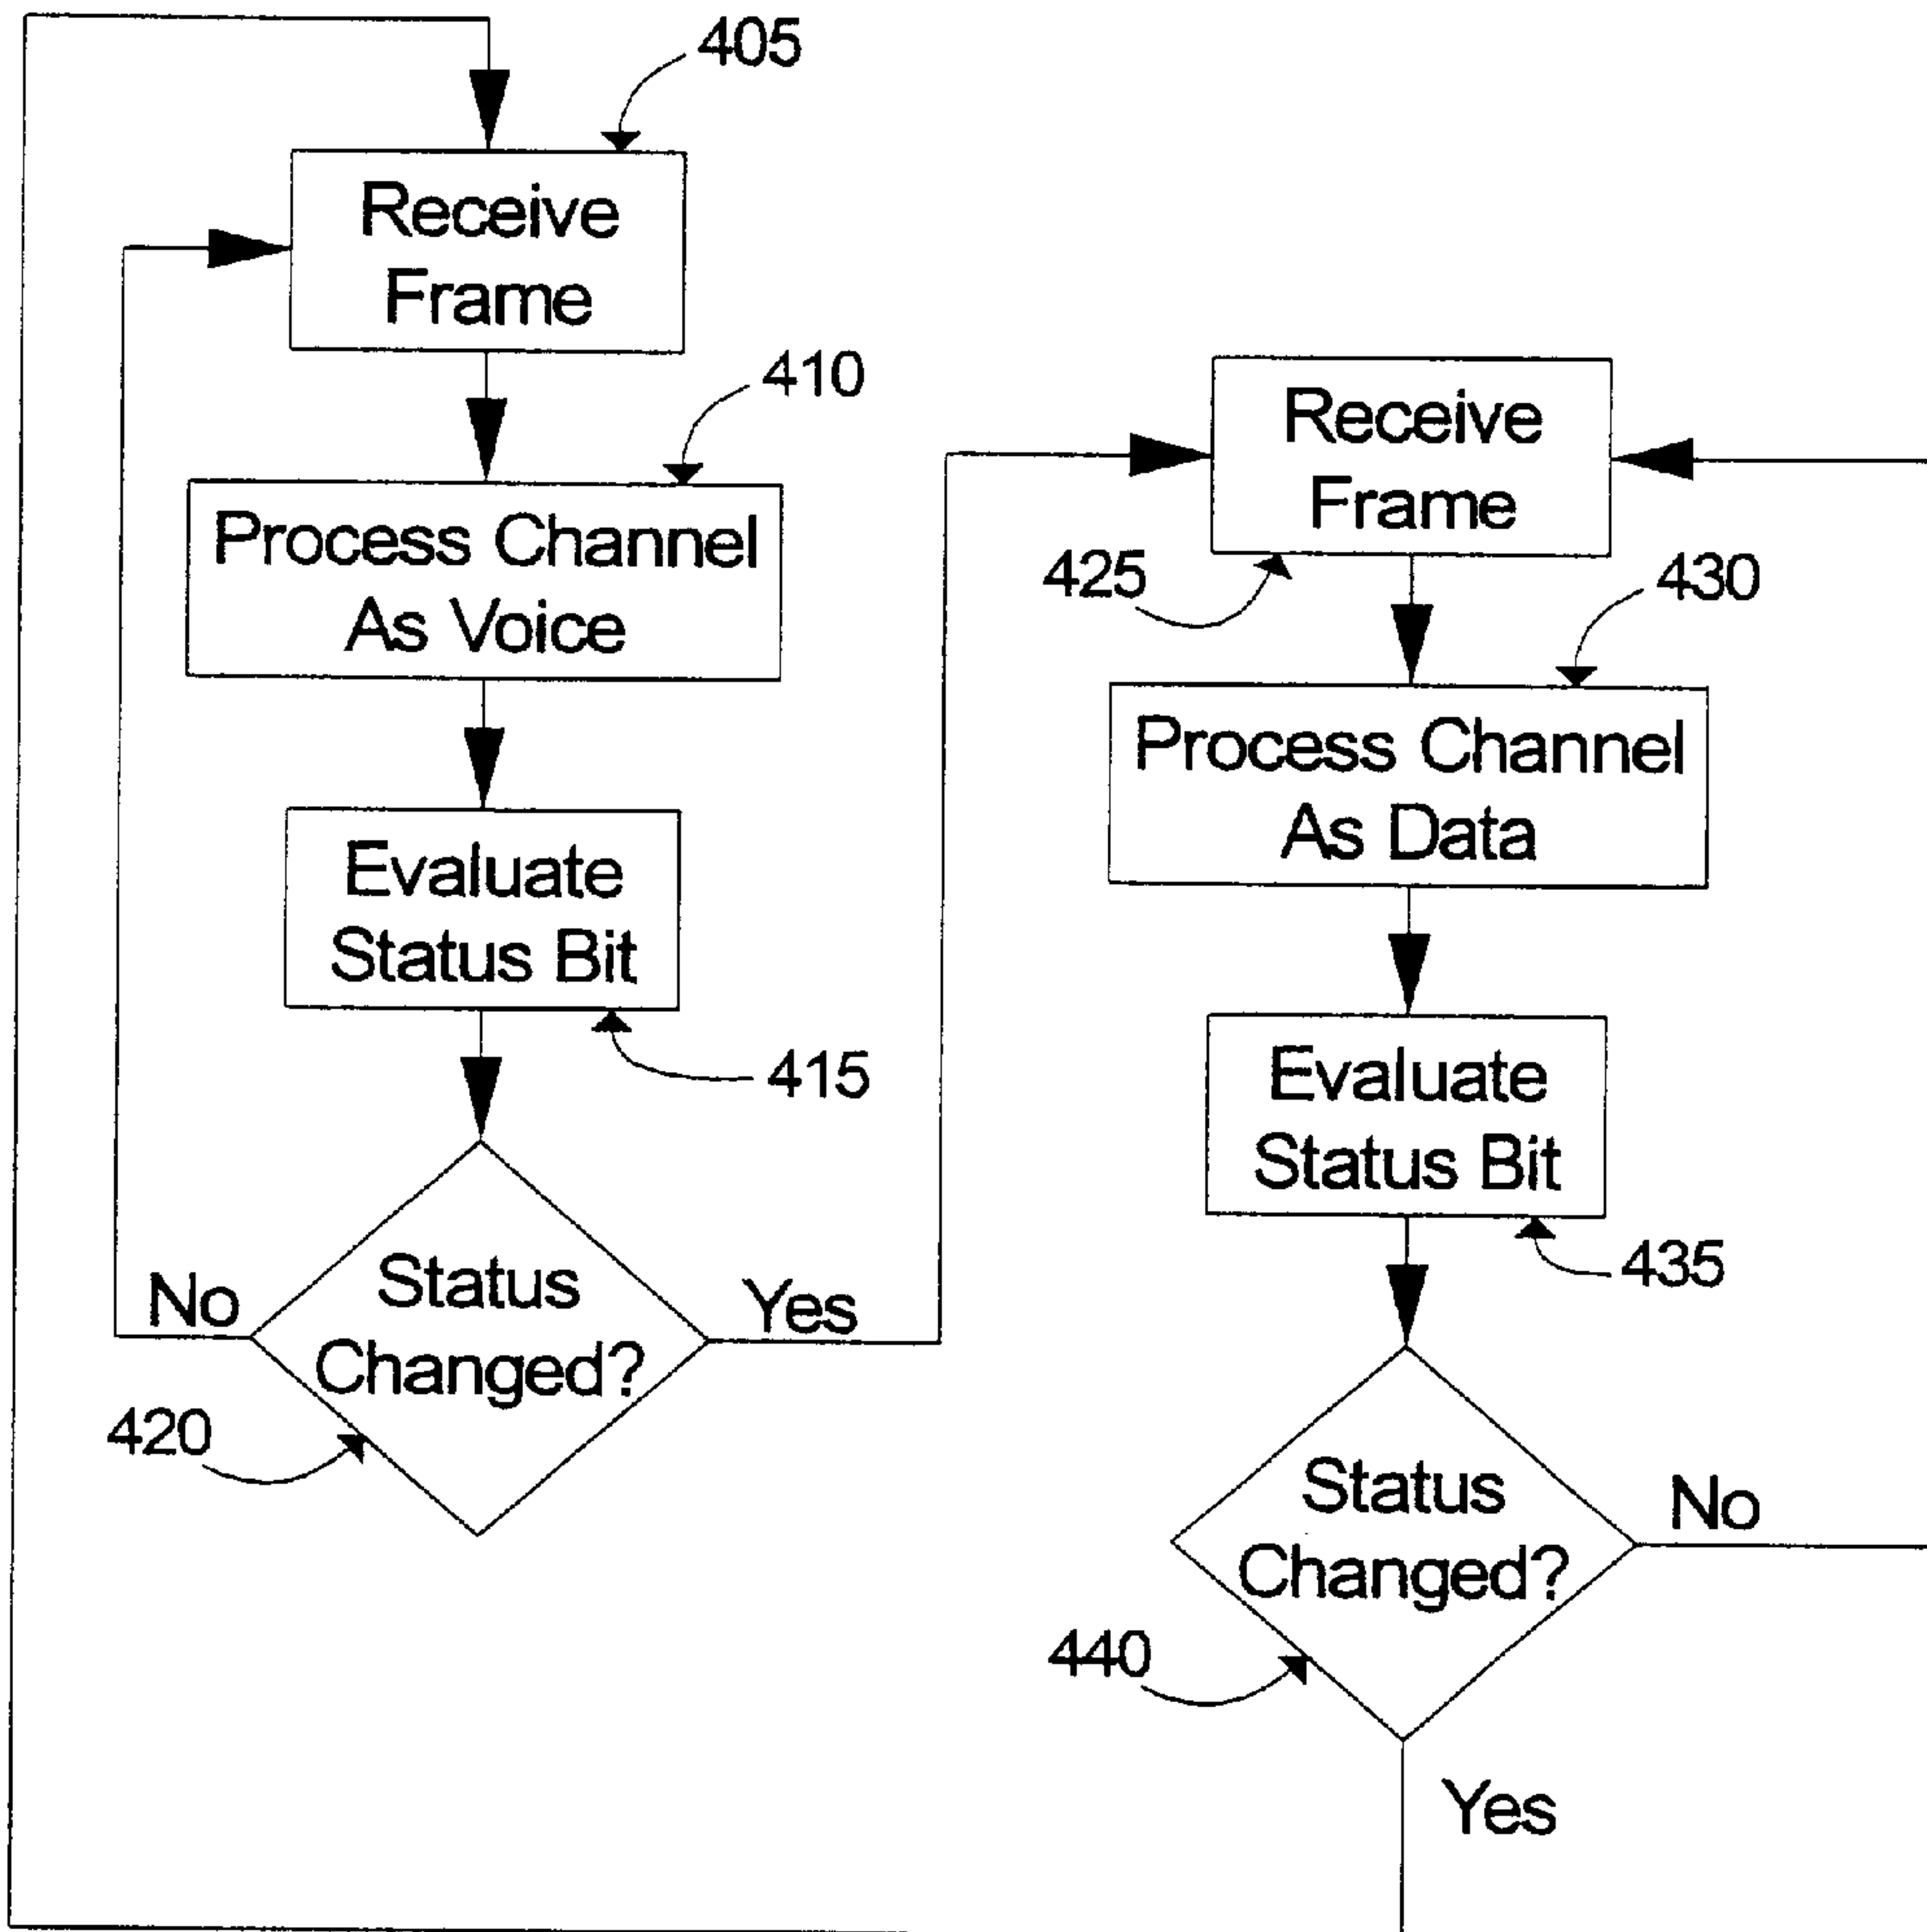 405
Receive
Frame
410
Process Channel
As Voice
Evaluate
Status Bit
415
Status
Changed?
No
Yes
420
Receive
Frame
425
430
Process Channel
As Data
Evaluate
Status Bit
435
Status
Changed?
No
440
Yes